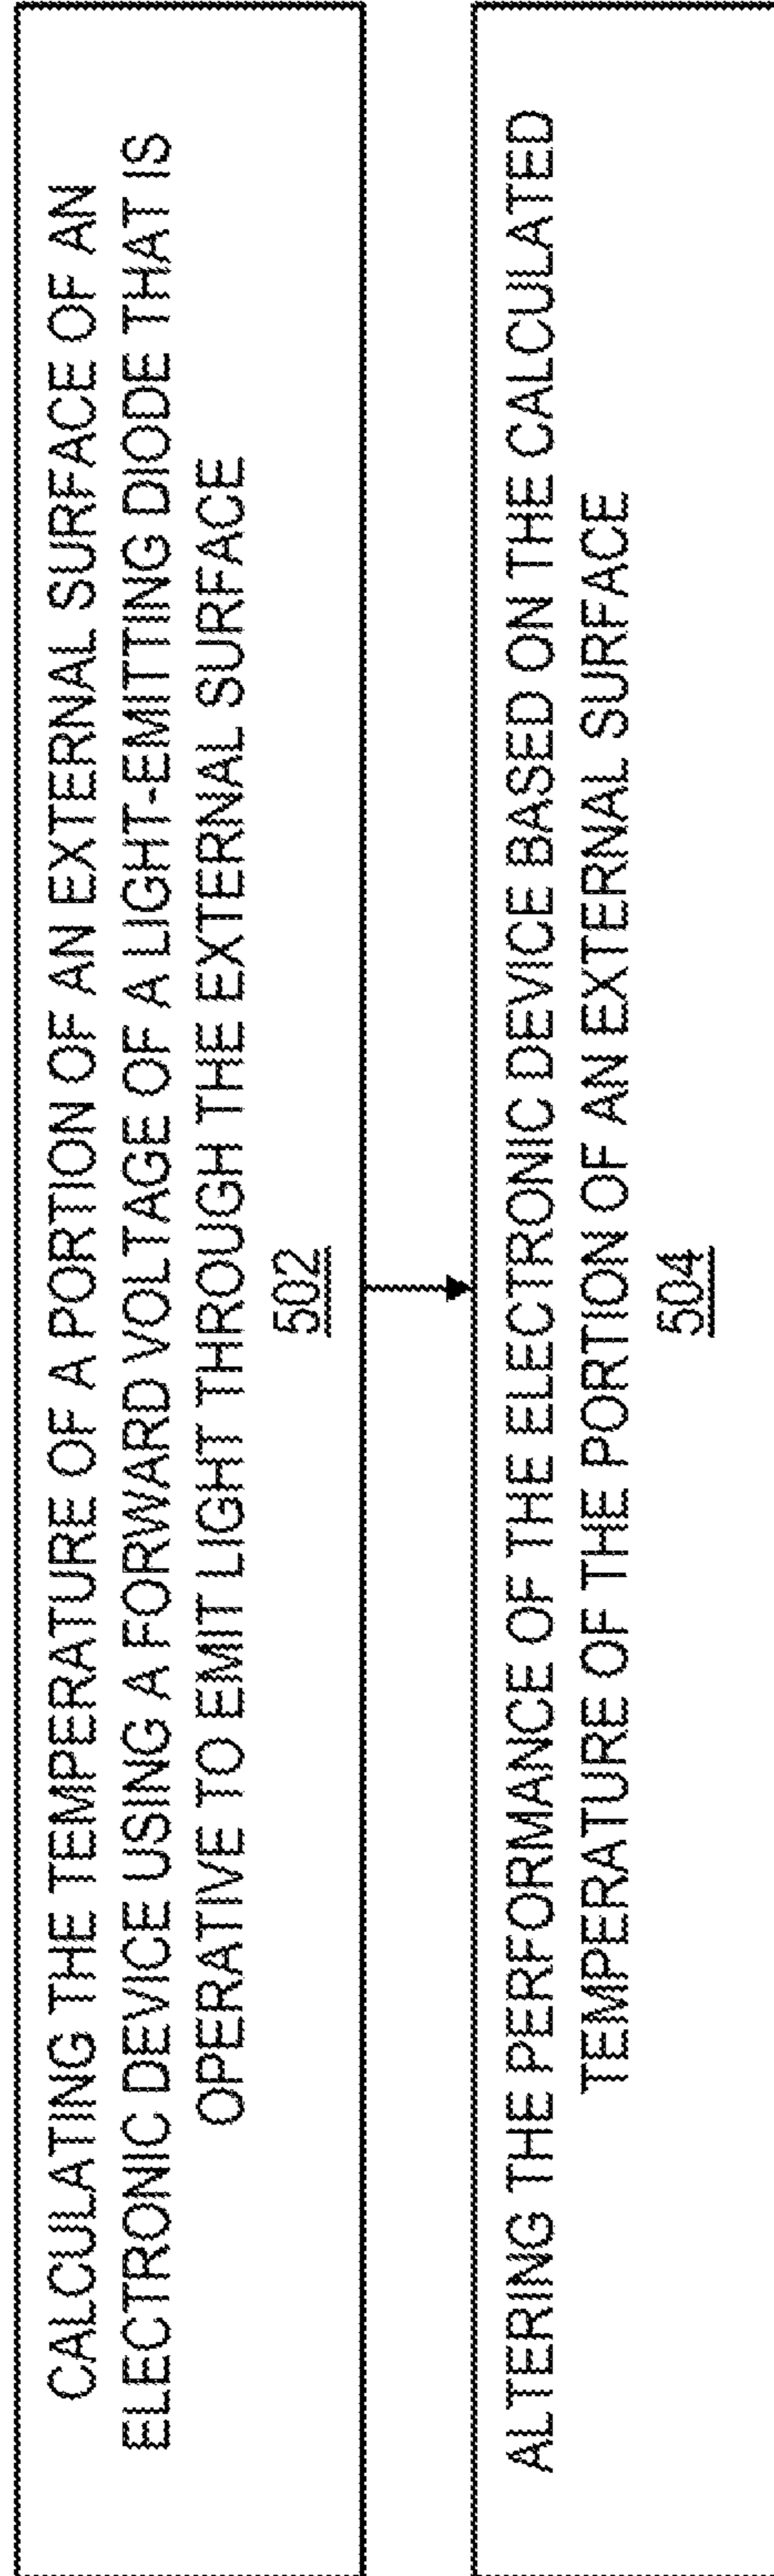 CALCULATING THE TEMPERATURE OF A PORTION OF AN EXTERNAL SURFACE OF AN
ELECTRONIC DEVICE USING A FORWARD VOLTAGE OF A LIGHT-EMITTING DIODE THAT IS
OPERATIVE TO EMIT LIGHT THROUGH THE EXTERNAL SURFACE
502
ALTERING THE PERFORMANCE OF THE ELECTRONIC DEVICE BASED ON THE CALCULATED
TEMPERATURE OF THE PORTION OF AN EXTERNAL SURFACE
504